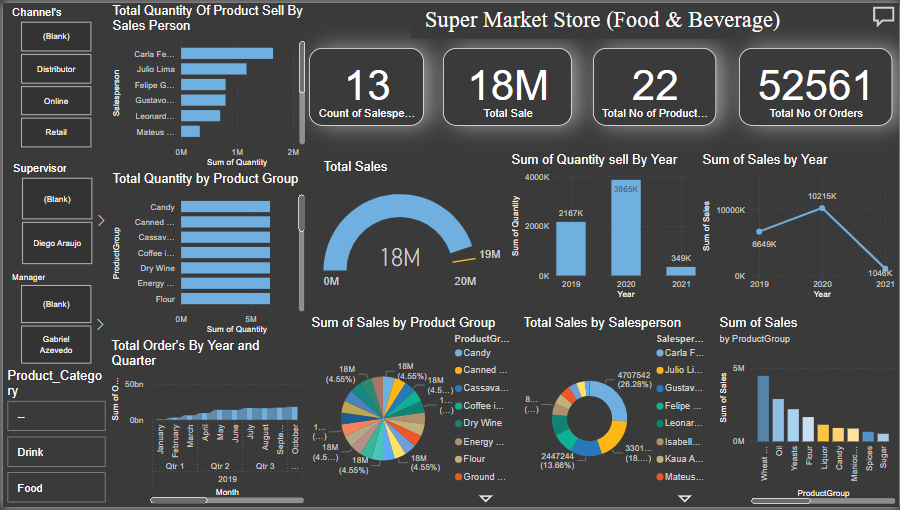 Channel's
(Blank)
Distributor
Online
Retail
Supervisor
(Blank)
Diego Araujo
Manager
(Blank)
Gabriel
Azevedo
Product_Catego
ry
--
Drink
Food
Total Quantity Of Product Sell By
Sales Person
Salesperson
Carla Fe...
Julio Lima
Felipe G...
Gustavo...
Leonard...
Mateus ...
0M
1M
2M
Sum of Quantity
Total Quantity by Product Group
ProductGroup
Candy
Canned ...
Cassav...
Coffee i...
Dry Wine
Energy ...
Flour
0M
5M
Sum of Quantity
Total Order's By Year and
Quarter
Sum of O...
50bn
0bn
January
February
March
April
May
June
July
August
Septe...
October
Qtr 1
Qtr 2
Qtr 3
...
2019
Month
Super Market Store (Food & Beverage)
13
Count of Salespe...
18M
Total Sale
22
Total No of Product...
52561
Total No Of Orders
Total Sales
18M
0M
19M
20M
Sum of Quantity sell By Year
Sum of Quantity
4000K
2000K
0K
2167K
3865K
349K
2019
2020
2021
Year
Sum of Sales by Year
Sum of Sales
10000K
0K
6649K
10215K
1046K
2019
2020
2021
Year
Sum of Sales by Product Group
18M
(4.55%)
18M
(4.55%)
18M
(4.5...)
1...
(...)
18M
(4.55%)
18M
(4.55%)
18M
(4.5...)
1...
(...)
18M
(4.55%)
ProductGr...
Candy
Canned ...
Cassava...
Coffee i...
Dry Wine
Energy ...
Flour
Ground ...
Total Sales by Salesperson
4707542
(26.28%)
3301...
(18....)
2447244
(13.66%)
8...
(...)
Salesper...
Carla F...
Julio Li...
Gustav...
Felipe ...
Leonar...
Isabell...
Kaua A...
Mateus...
Sum of Sales
by ProductGroup
Sum of Sales
5M
0M
Wheat ...
Oil
Yeasts
Flour
Liquor
Candy
Manioc...
Spices
Sugar
ProductGroup